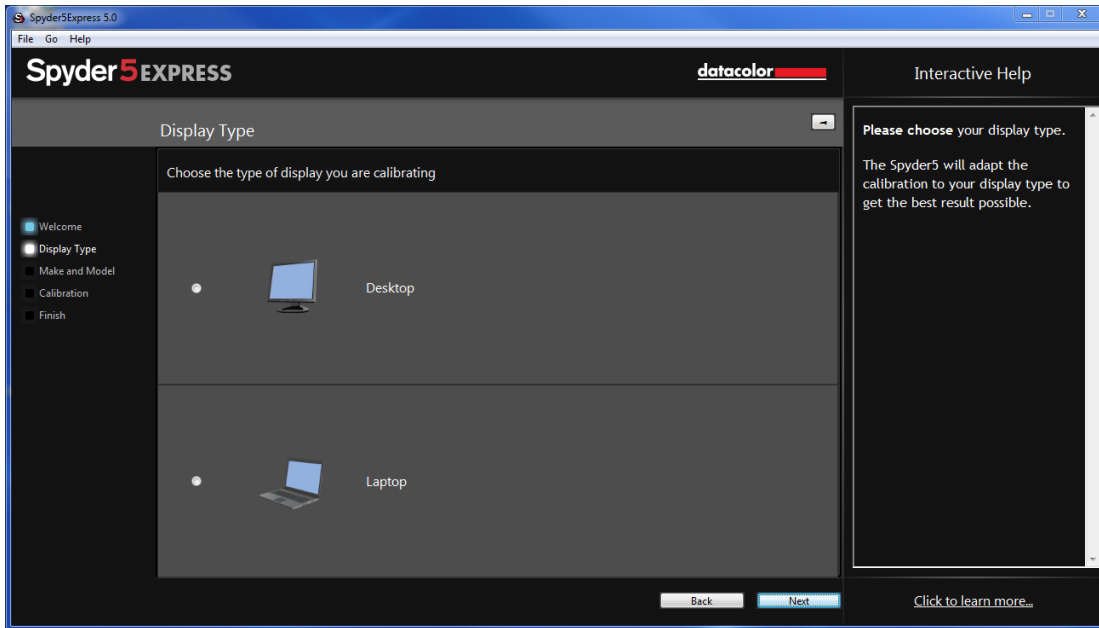 Spyder5Express 5.0
File Go Help
Spyder5EXPRESS
datacolor
Interactive Help
Display Type
Please choose your display type.
The Spyder5 will adapt the
calibration to your display type to
get the best result possible.
Choose the type of display you are calibrating
Welcome
Display Type
Make and Model
Calibration
Finish
Desktop
Laptop
Back
Next
Click to learn more...